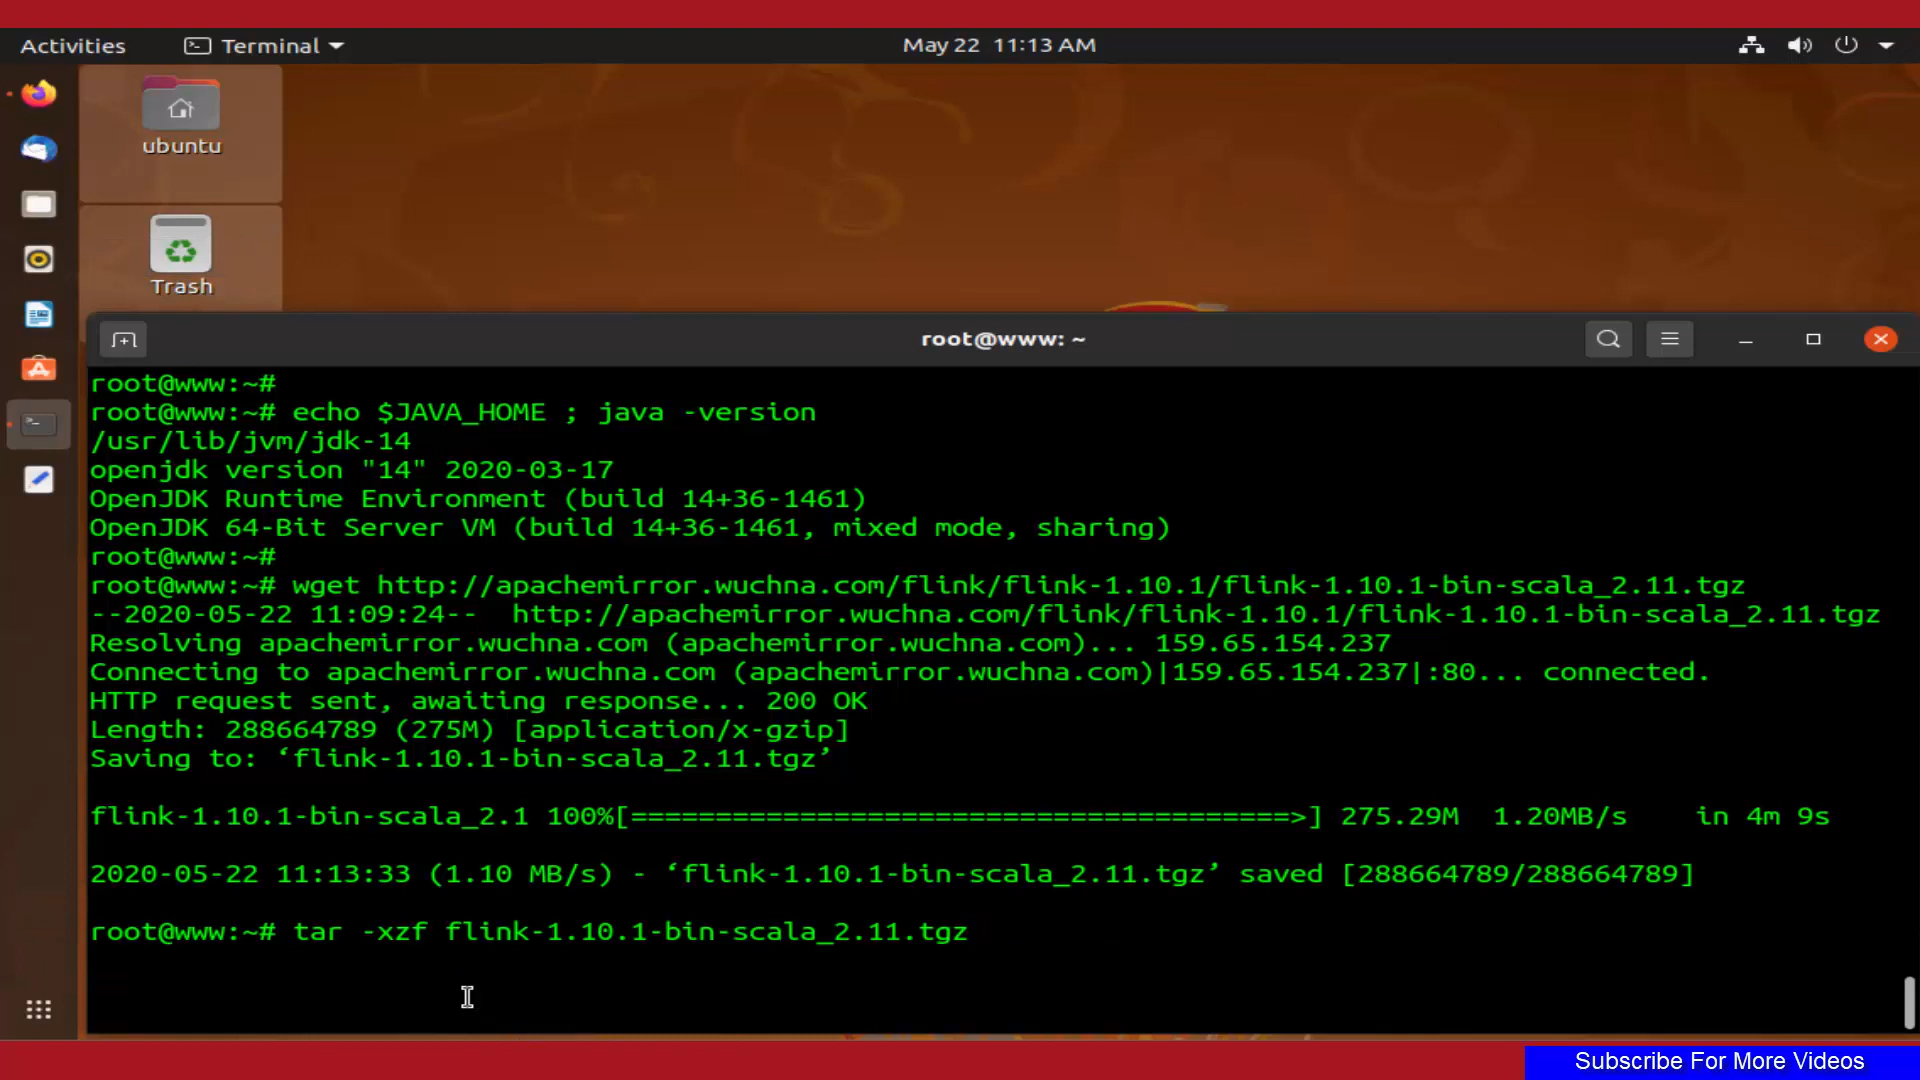 Activities
Terminal
May 22 11:13 AM
ubuntu
Trash
root@www: ~
root@www:~#
root@www:~# echo $JAVA_HOME ; java -version
/usr/lib/jvm/jdk-14
openjdk version "14" 2020-03-17
OpenJDK Runtime Environment (build 14+36-1461)
OpenJDK 64-Bit Server VM (build 14+36-1461, mixed mode, sharing)
root@www:~#
root@www:~# wget http://apachemirror.wuchna.com/flink/flink-1.10.1/flink-1.10.1-bin-scala_2.11.tgz
--2020-05-22 11:09:24--  http://apachemirror.wuchna.com/flink/flink-1.10.1/flink-1.10.1-bin-scala_2.11.tgz
Resolving apachemirror.wuchna.com (apachemirror.wuchna.com)... 159.65.154.237
Connecting to apachemirror.wuchna.com (apachemirror.wuchna.com)|159.65.154.237|:80... connected.
HTTP request sent, awaiting response... 200 OK
Length: 288664789 (275M) [application/x-gzip]
Saving to: ‘flink-1.10.1-bin-scala_2.11.tgz’
flink-1.10.1-bin-scala_2.1 100%[=======================================>] 275.29M  1.20MB/s    in 4m 9s
2020-05-22 11:13:33 (1.10 MB/s) - ‘flink-1.10.1-bin-scala_2.11.tgz’ saved [288664789/288664789]
root@www:~# tar -xzf flink-1.10.1-bin-scala_2.11.tgz
Subscribe For More Videos